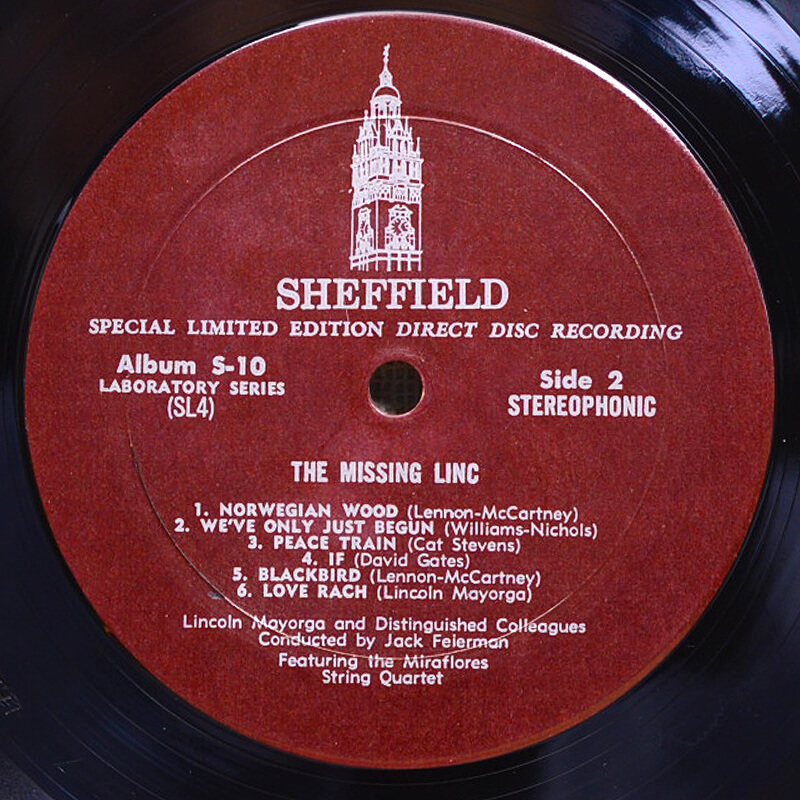 SHEFFIELD
SPECIAL LIMITED EDITION DIRECT DISC RECORDING
Album S-10
LABORATORY SERIES
(SL4)
Side 2
STEREOPHONIC
THE MISSING LINC
1. NORWEGIAN WOOD (Lennon-McCartney)
2. WE'VE ONLY JUST BEGUN (Williams-Nichols)
3. PEACE TRAIN (Cat Stevens)
4. IF (David Gates)
5. BLACKBIRD (Lennon-McCartney)
6. LOVE RACH (Lincoln Mayorga)
Lincoln Mayorga and Distinguished Colleagues
Conducted by Jack Feierman
Featuring the Miraflores
String Quartet